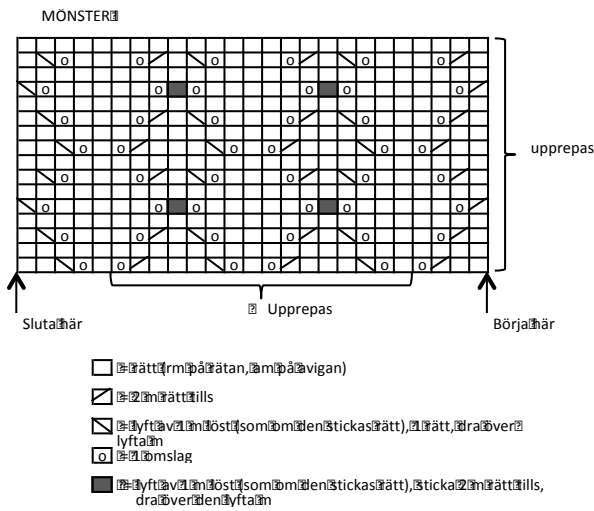 MÖNSTER
upprepas
Upprepas
Sluta här
Börja här
= rätt (rm på rätan, am på avigan)
= 2 m rätt tills
= lyft av 1 m löst (som om den stickas rätt), 1 rätt, dra över
lyfta m
o = 1 omslag
= lyft av 1 m löst (som om den stickas rätt), sticka 2 m rätt tills,
dra över den lyfta m